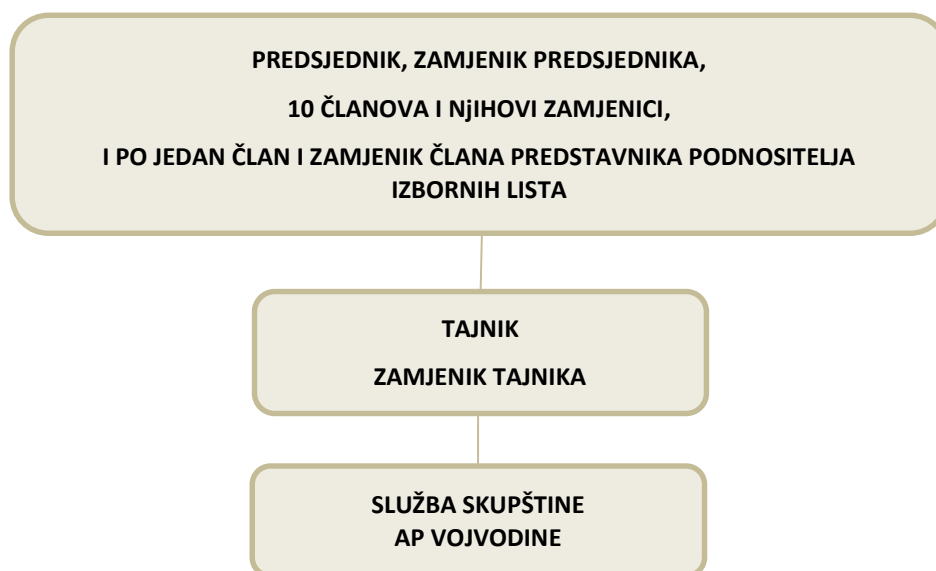 PREDSJEDNIK, ZAMJENIK PREDSJEDNIKA,
10 ČLANOVA I NjIHOVI ZAMJENICI,
I PO JEDAN ČLAN I ZAMJENIK ČLANA PREDSTAVNIKA PODNOSITELJA
IZBORNIH LISTA
TAJNIK
ZAMJENIK TAJNIKA
SLUŽBA SKUPŠTINE
AP VOJVODINE